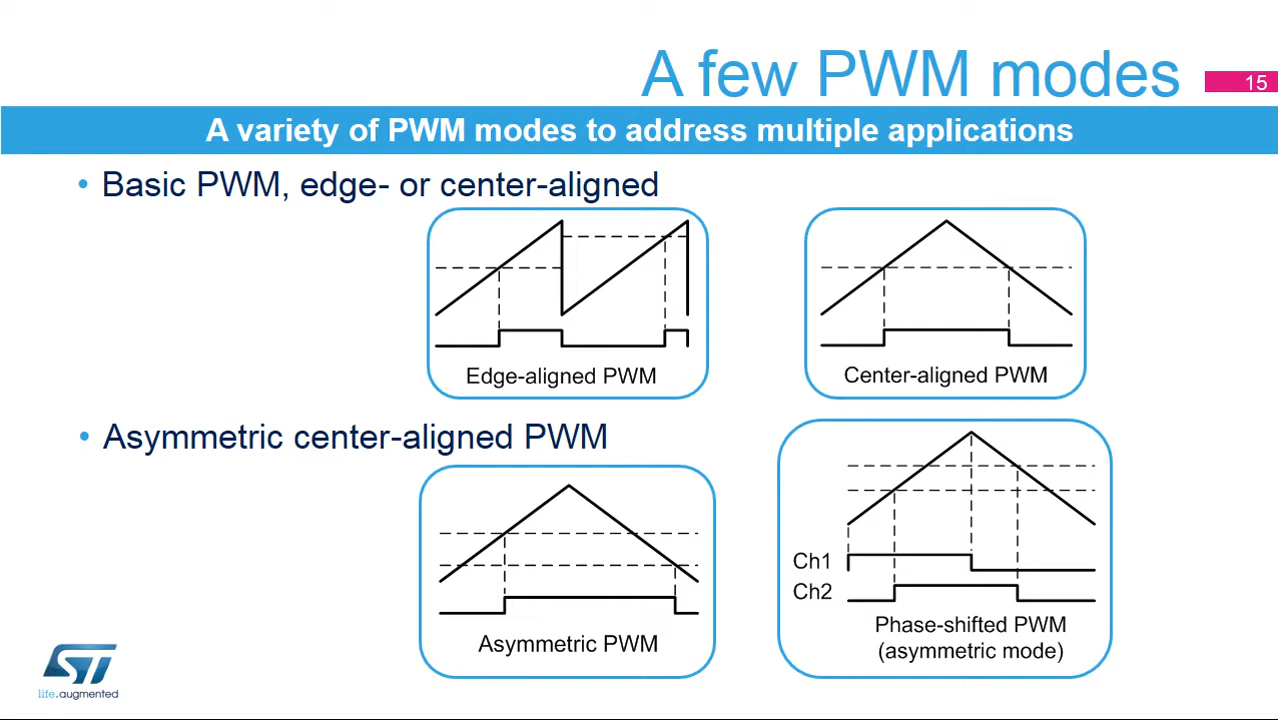 A few PWM modes
15
A variety of PWM modes to address multiple applications
• Basic PWM, edge- or center-aligned
Edge-aligned PWM
Center-aligned PWM
• Asymmetric center-aligned PWM
Asymmetric PWM
Ch1
Ch2
Phase-shifted PWM
(asymmetric mode)
ST
life.augmented